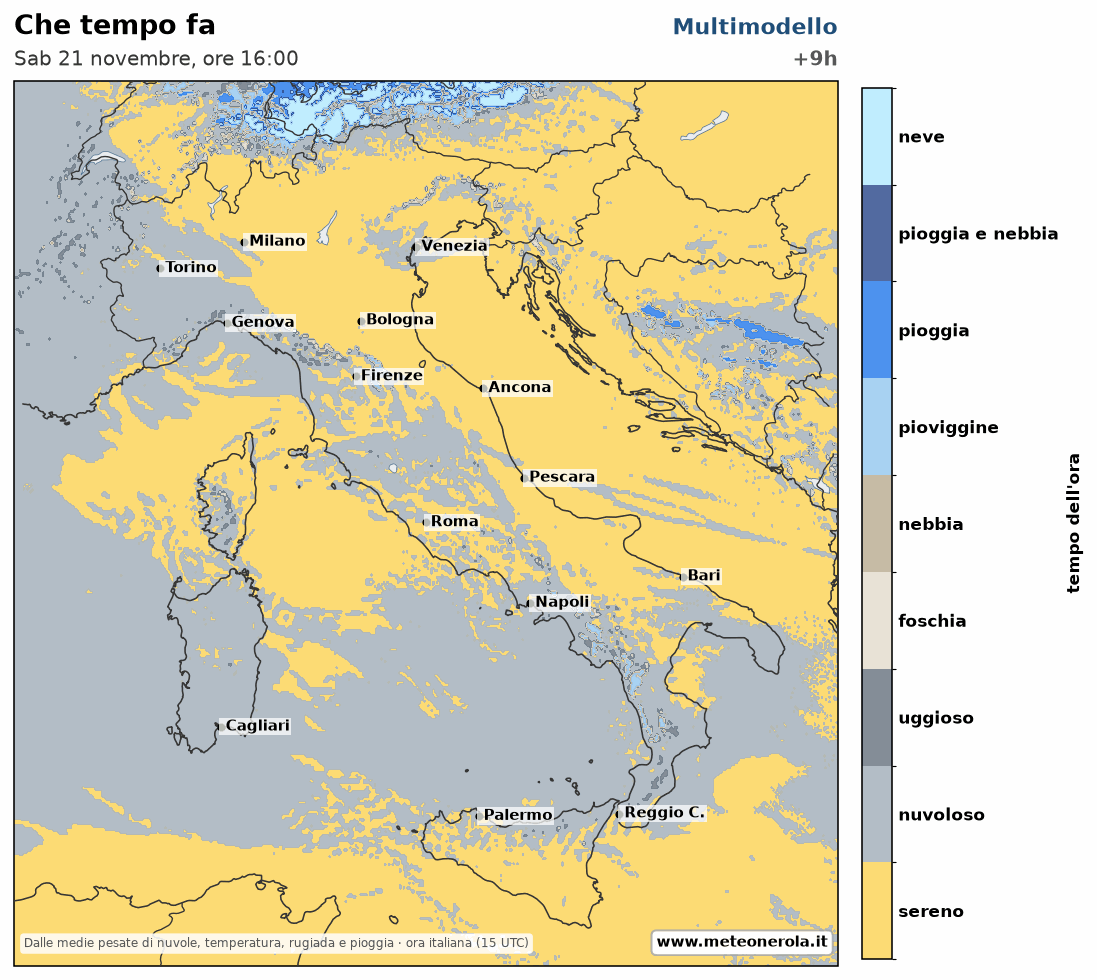 Che tempo fa
Multimodello
Sab 21 novembre, ore 16:00
+9h
neve
pioggia e nebbia
pioggia
pioviggine
nebbia
foschia
uggioso
nuvoloso
sereno
tempo dell'ora
Milano
Venezia
Torino
Genova
Bologna
Firenze
Ancona
Pescara
Roma
Bari
Napoli
Cagliari
Palermo
Reggio C.
Dalle medie pesate di nuvole, temperatura, rugiada e pioggia · ora italiana (15 UTC)
www.meteonerola.it